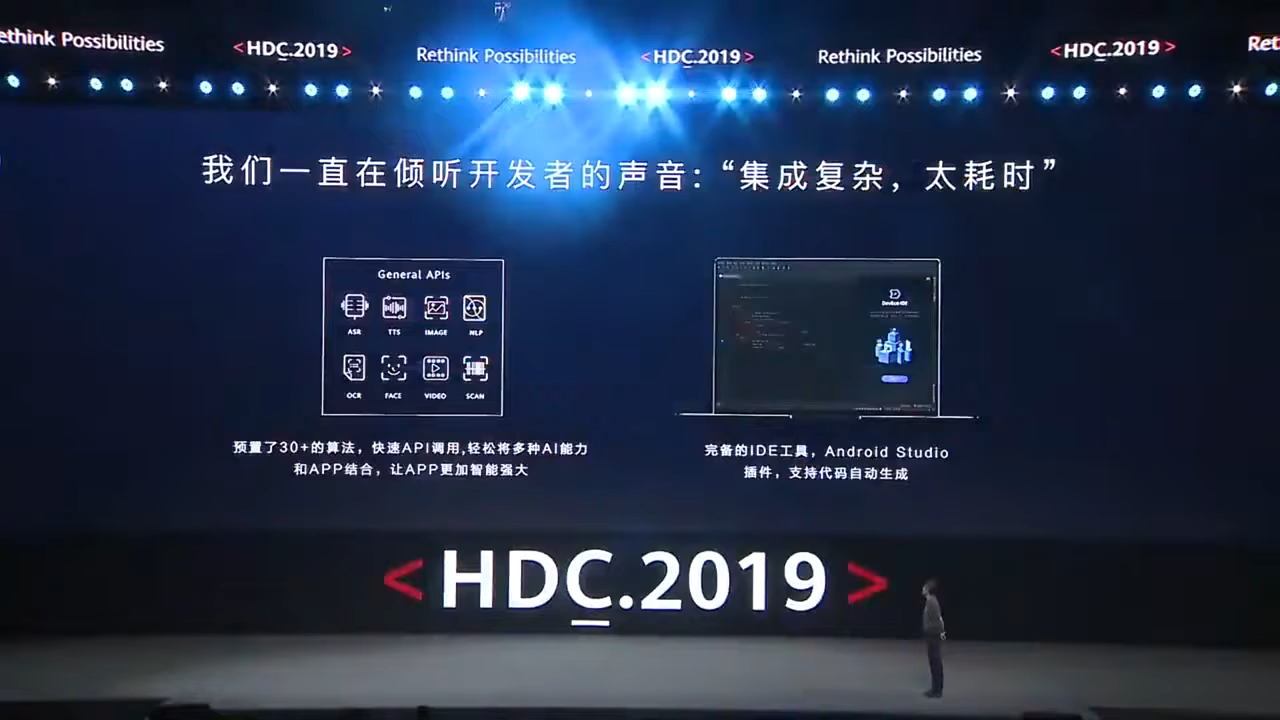 ethink Possibilities
<HDC.2019>
Rethink Possibilities
<HDC.2019>
Rethink Possibilities
<HDC.2019>
Ret
我们一直在倾听开发者的声音：“集成复杂，太耗时”
General APIs
ASR TTS IMAGE NLP
OCR FACE VIDEO SCAN
预置了30+的算法，快速API调用,轻松将多种AI能力
和APP结合，让APP更加智能强大
DevEco IDE
完备的IDE工具，Android Studio
插件，支持代码自动生成
<HDC.2019>